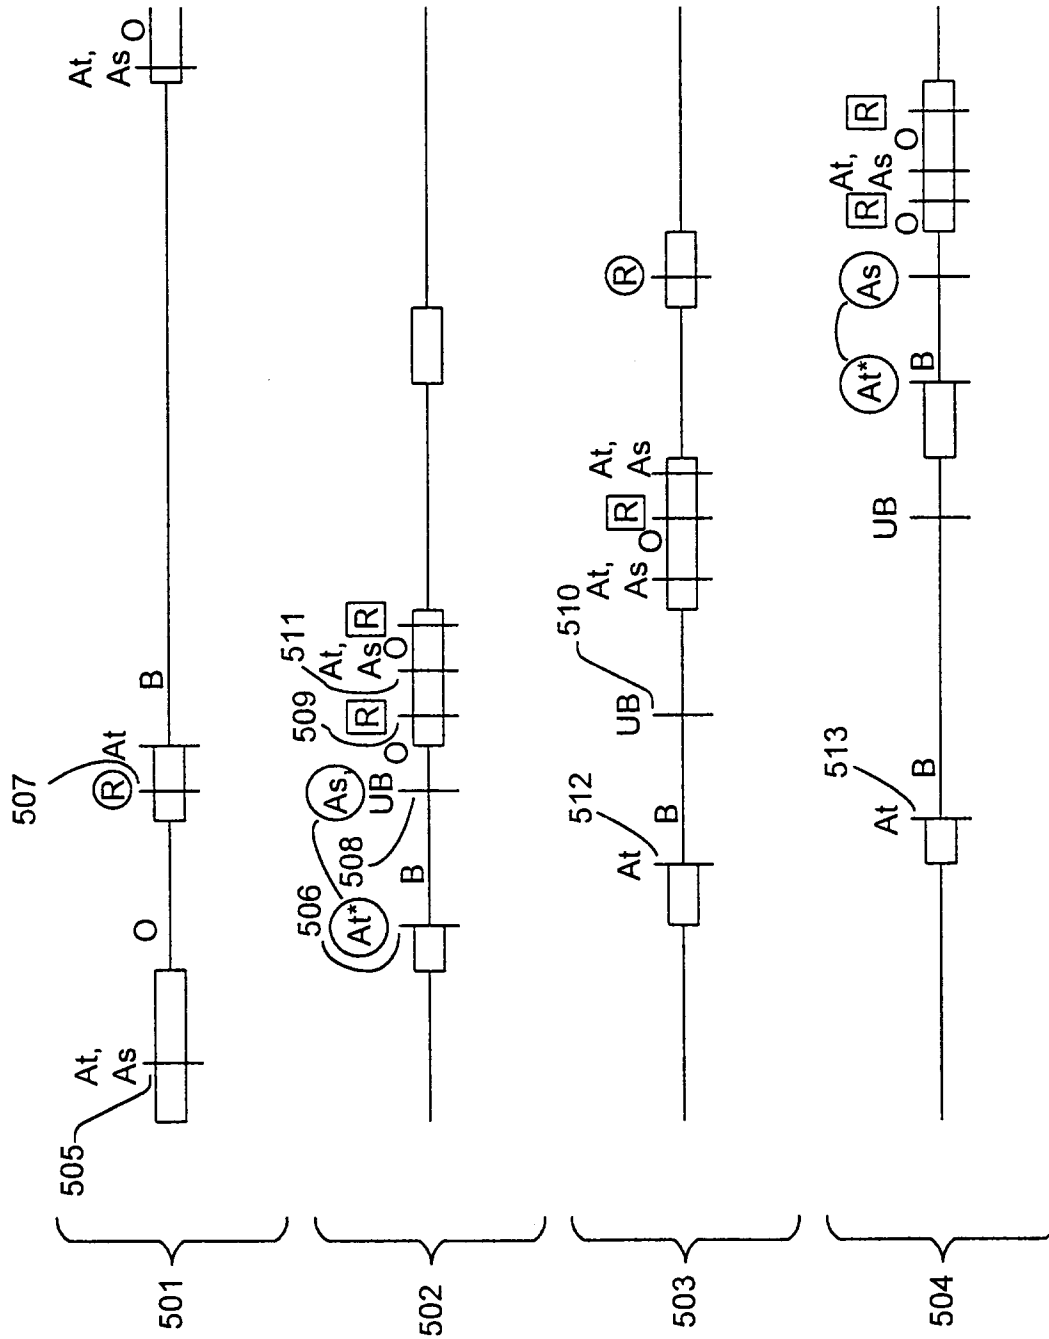 501
505
At,
As
O
507
R
At
B
At,
As
O
502
506
At*
B
508
As,
UB
O
509
R
511
At,
As
O
R
503
512
At
B
510
UB
At,
As
O
R
At,
As
R
504
513
At
B
UB
At*
B
As
O
R
At,
As
O
R